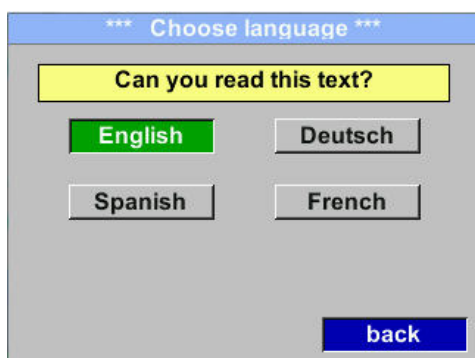 *** Choose language ***
Can you read this text?
English Deutsch
Spanish French
back